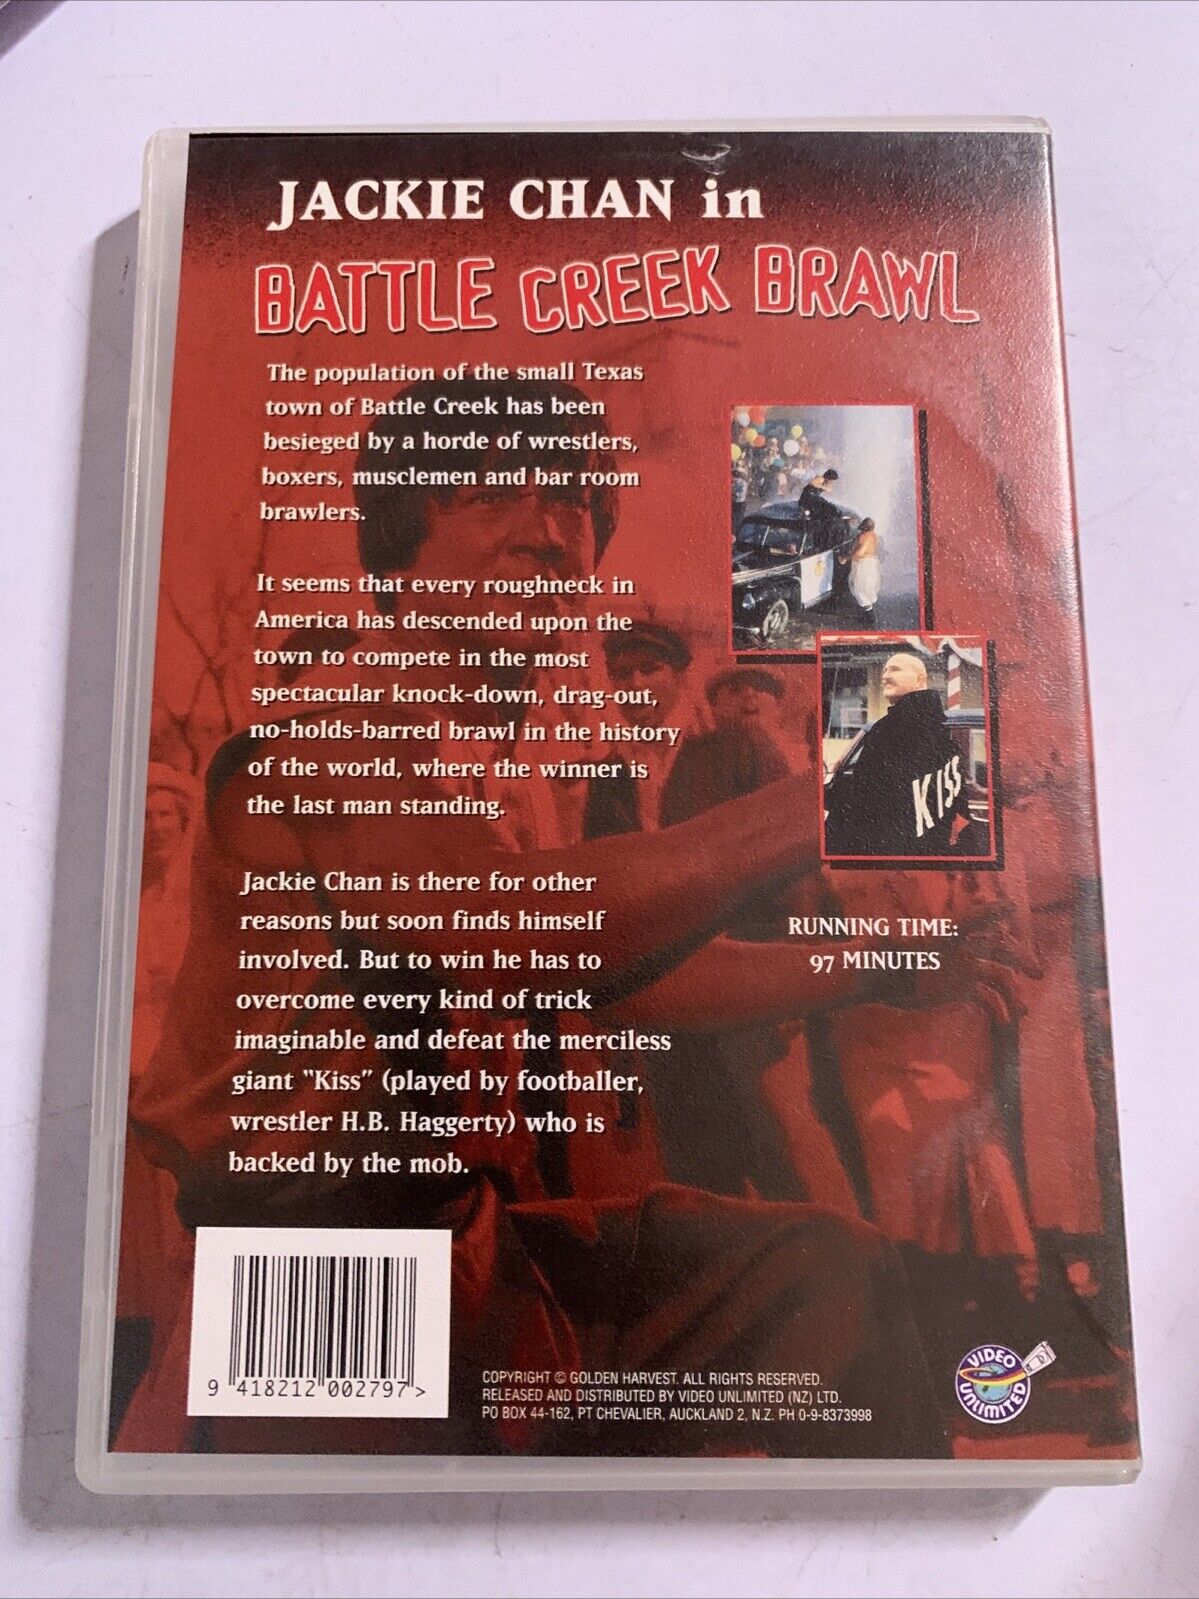 JACKIE CHAN in
BATTLE CREEK BRAWL
The population of the small Texas
town of Battle Creek has been
besieged by a horde of wrestlers,
boxers, musclemen and bar room
brawlers.
It seems that every roughneck in
America has descended upon the
town to compete in the most
spectacular knock-down, drag-out,
no-holds-barred brawl in the history
of the world, where the winner is
the last man standing.
Jackie Chan is there for other
reasons but soon finds himself
involved. But to win he has to
overcome every kind of trick
imaginable and defeat the merciless
giant "Kiss" (played by footballer,
wrestler H.B. Haggerty) who is
backed by the mob.
KISS
RUNNING TIME:
97 MINUTES
9 418212 002797 >
COPYRIGHT © GOLDEN HARVEST. ALL RIGHTS RESERVED.
RELEASED AND DISTRIBUTED BY VIDEO UNLIMITED (NZ) LTD.
PO BOX 44-162, PT CHEVALIER, AUCKLAND 2, N.Z. PH 0-9-8373998
VIDEO
UNLIMITED